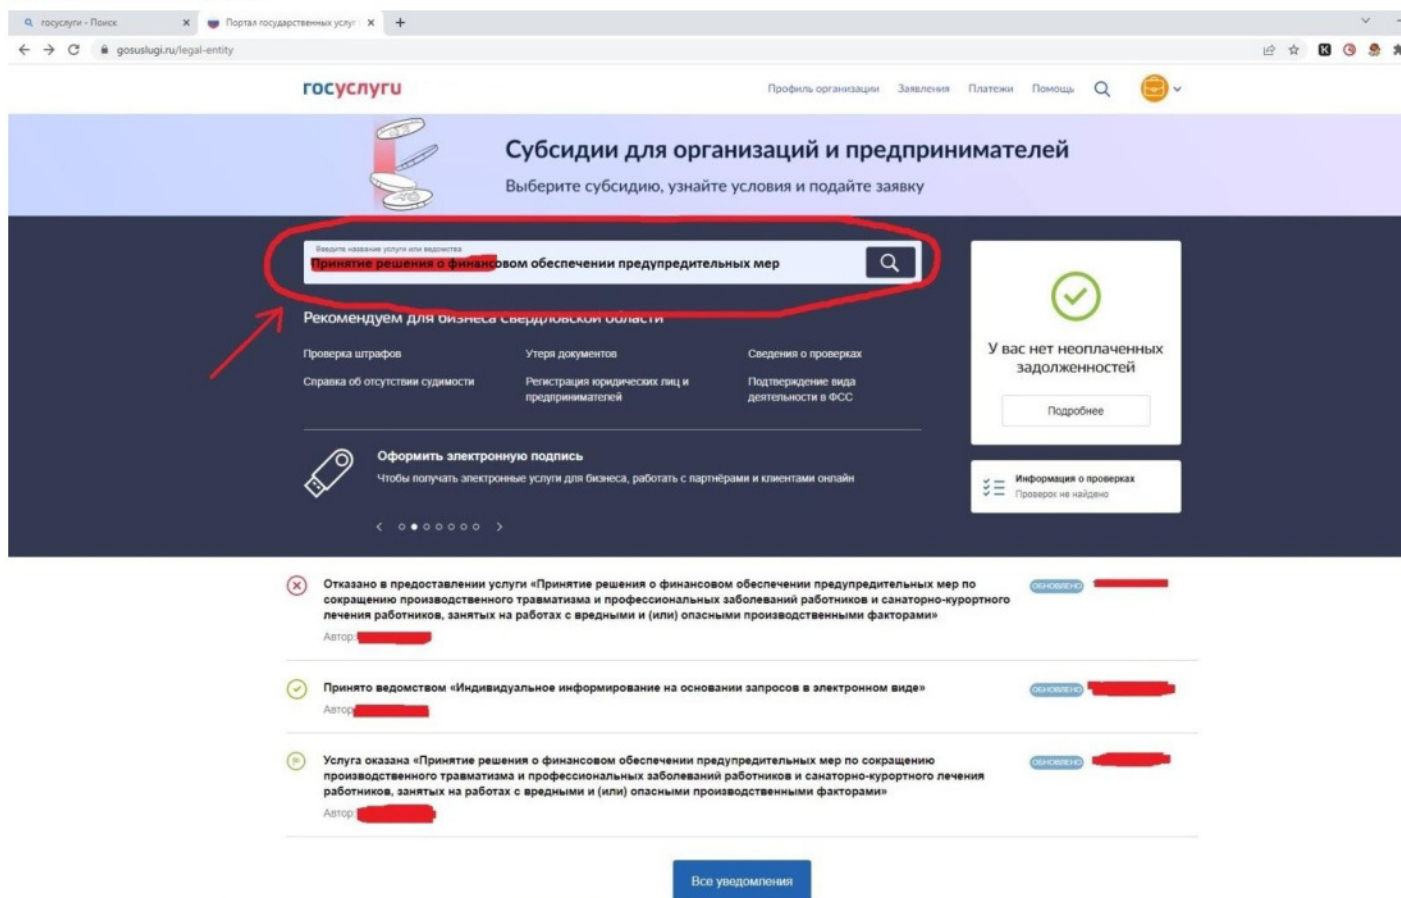 госуслуги - Поиск
Портал государственных услуг
gosuslugi.ru/legal-entity
госуслуги
Профиль организации Заявления Платежи Помощь
Субсидии для организаций и предпринимателей
Выберите субсидию, узнайте условия и подайте заявку
Введите название услуги или ведомства
Принятие решения о финансовом обеспечении предупредительных мер
Рекомендуем для бизнеса Свердловской области
Проверка штрафов
Утеря документов
Сведения о проверках
Справка об отсутствии судимости
Регистрация юридических лиц и
предпринимателей
Подтверждение вида
деятельности в ФСС
Оформить электронную подпись
Чтобы получать электронные услуги для бизнеса, работать с партнёрами и клиентами онлайн
У вас нет неоплаченных
задолженностей
Подробнее
Информация о проверках
Проверок не найдено
Отказано в предоставлении услуги «Принятие решения о финансовом обеспечении предупредительных мер по
сокращению производственного травматизма и профессиональных заболеваний работников и санаторно-курортного
лечения работников, занятых на работах с вредными и (или) опасными производственными факторами»
ОБНОВЛЕНО
Автор:
Принято ведомством «Индивидуальное информирование на основании запросов в электронном виде»
ОБНОВЛЕНО
Автор
Услуга оказана «Принятие решения о финансовом обеспечении предупредительных мер по сокращению
производственного травматизма и профессиональных заболеваний работников и санаторно-курортного лечения
работников, занятых на работах с вредными и (или) опасными производственными факторами»
ОБНОВЛЕНО
Автор:
Все уведомления